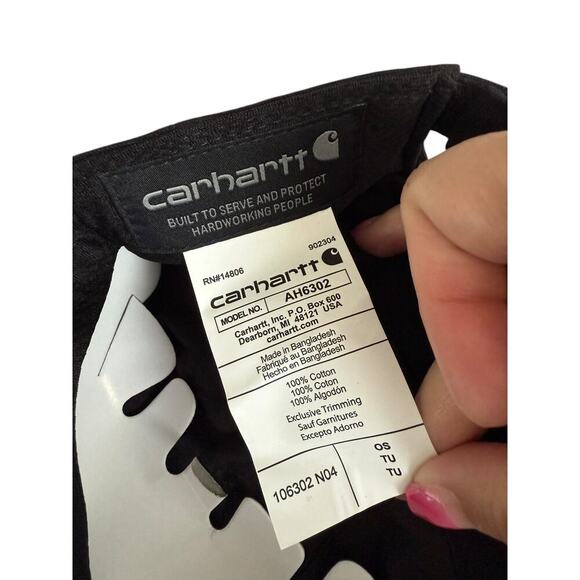 carhartt
BUILT TO SERVE AND PROTECT
HARDWORKING PEOPLE
RN#14806 902304
carhartt
MODEL NO. AH6302
Carhartt, Inc. P.O. Box 600
Dearborn, MI 48121 USA
carhartt.com
Made in Bangladesh
Fabriqué au Bangladesh
Hecho en Bangladesh
100% Cotton
100% Coton
100% Algodón
Exclusive Trimming
Sauf Garnitures
Excepto Adorno
106302 N04
OS
TU
TU